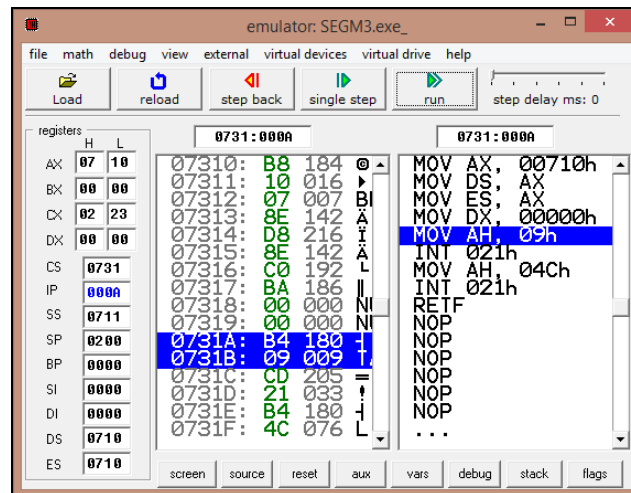 emulator: SEGM3.exe_
file math debug view external virtual devices virtual drive help
Load reload step back single step run step delay ms: 0
registers
H L
AX 07 10
BX 00 00
CX 02 23
DX 00 00
CS 0731
IP 000A
SS 0711
SP 0200
BP 0000
SI 0000
DI 0000
DS 0710
ES 0710
0731:000A
07310: B8 184 ©
07311: 10 016 ►
07312: 07 007 BE
07313: 8E 142 Ä
07314: D8 216 Ï
07315: 8E 142 Ä
07316: C0 192 └
07317: BA 186 ║
07318: 00 000 NU
07319: 00 000 NU
0731A: B4 180 ┤
0731B: 09 009 TA
0731C: CD 205 =
0731D: 21 033 !
0731E: B4 180 ┤
0731F: 4C 076 L
0731:000A
MOV AX, 00710h
MOV DS, AX
MOV ES, AX
MOV DX, 00000h
MOV AH, 09h
INT 021h
MOV AH, 04Ch
INT 021h
RETF
NOP
NOP
NOP
NOP
NOP
...
screen source reset aux vars debug stack flags